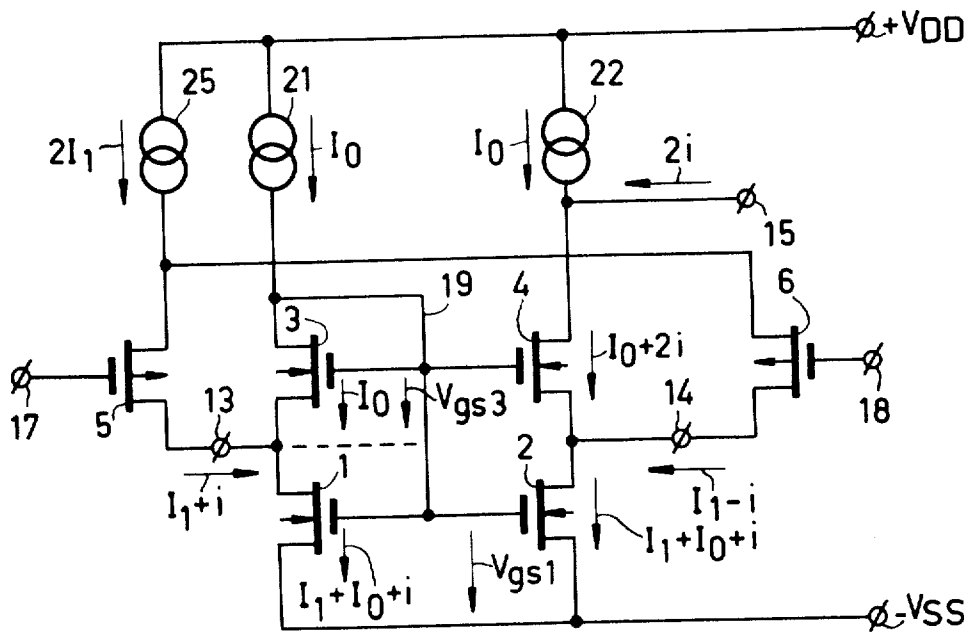 +VDD
25
21
22
2I1
I0
I0
2i
15
19
4
6
3
I0+2i
17
5
13
I0
Vgs3
14
18
1
2
I1+i
I1-i
I1+I0+i
Vgs1
I1+I0+i
-VSS